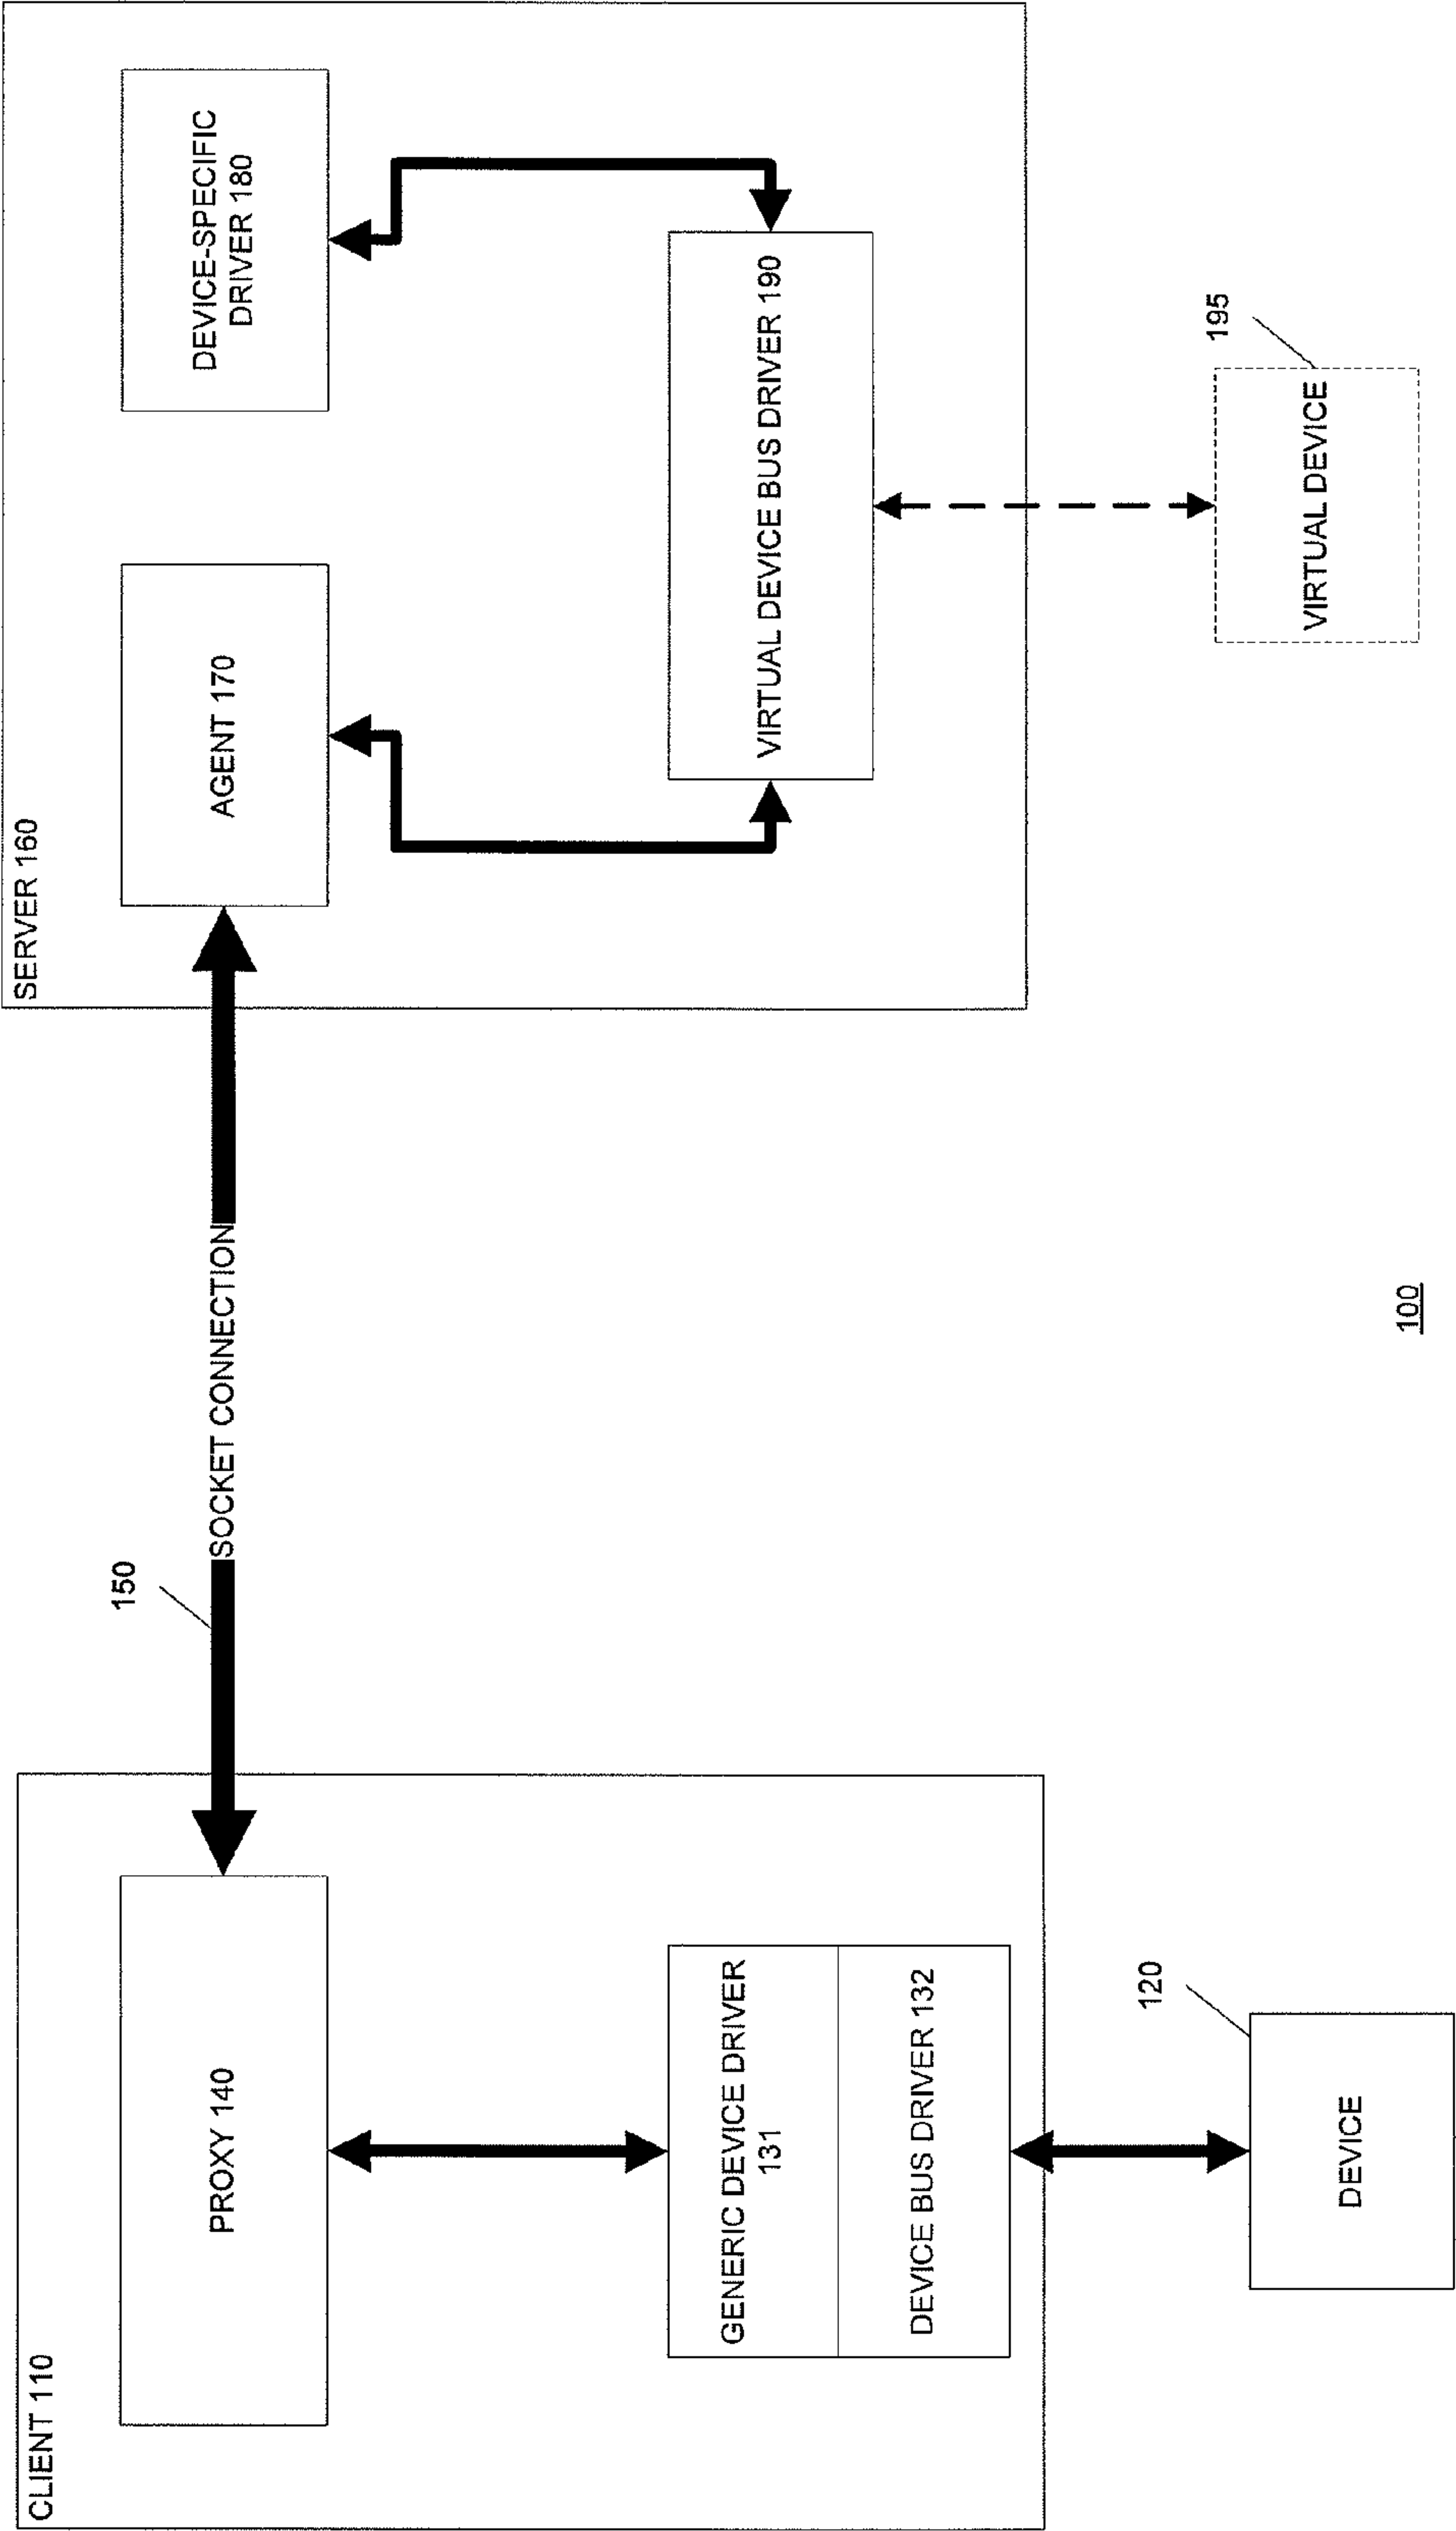 CLIENT 110
PROXY 140
GENERIC DEVICE DRIVER
131
DEVICE BUS DRIVER 132
120
DEVICE
150
SOCKET CONNECTION
SERVER 160
AGENT 170
DEVICE-SPECIFIC
DRIVER 180
VIRTUAL DEVICE BUS DRIVER 190
195
VIRTUAL DEVICE
100